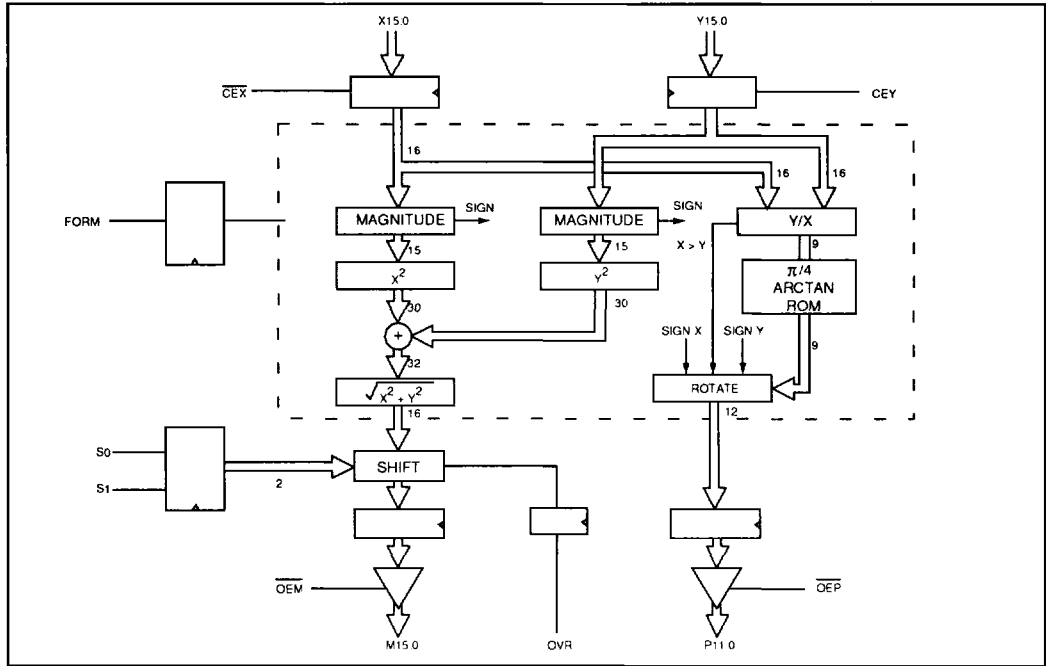 X15.0 Y15.0
CEX CEY
16 16 16
FORM
MAGNITUDE SIGN MAGNITUDE SIGN Y/X
15 15 X > Y 9
X² Y² π/4 ARCTAN ROM
30 30
+
SIGN X SIGN Y 9
32
√X² + Y² ROTATE
16 12
S0
S1
2
SHIFT
OEM OEP
M15.0 OVR P11.0